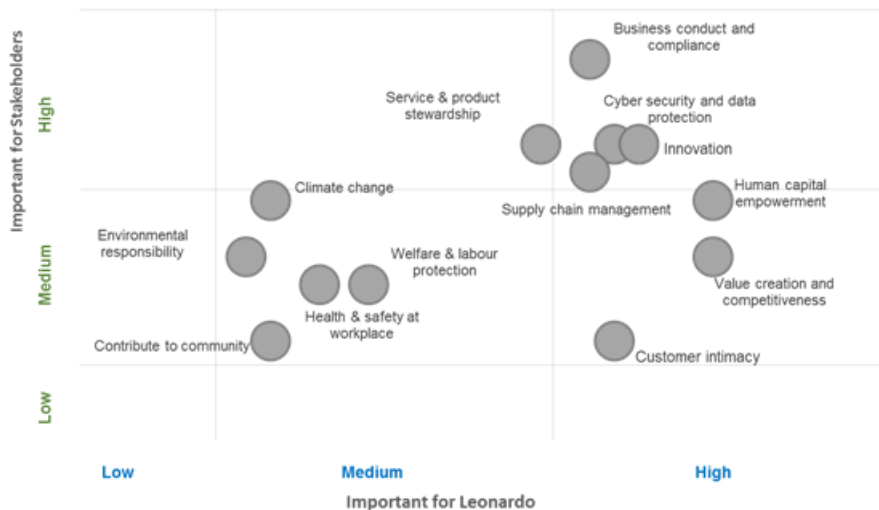 Important for Stakeholders
High
Medium
Low
Business conduct and
compliance
Service & product
stewardship
Cyber security and data
protection
Innovation
Climate change
Supply chain management
Human capital
empowerment
Environmental
responsibility
Welfare & labour
protection
Value creation and
competitiveness
Health & safety at
workplace
Contribute to community
Customer intimacy
Low
Medium
High
Important for Leonardo